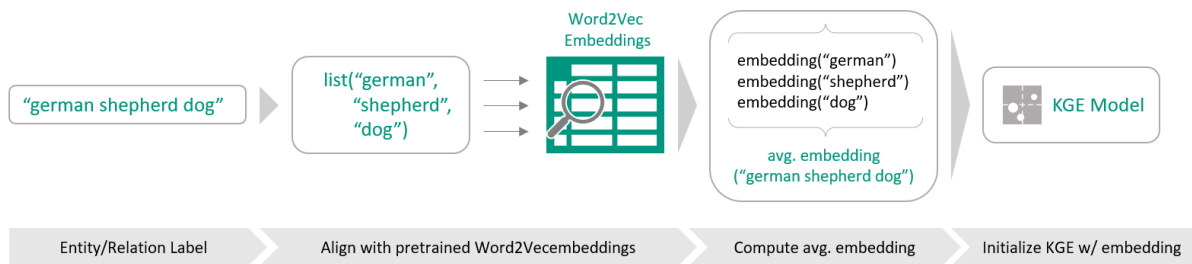 "german shepherd dog"
list("german",
"shepherd",
"dog")
Word2Vec
Embeddings
embedding("german")
embedding("shepherd")
embedding("dog")
avg. embedding
("german shepherd dog")
KGE Model
Entity/Relation Label
Align with pretrained Word2Vecembeddings
Compute avg. embedding
Initialize KGE w/ embedding